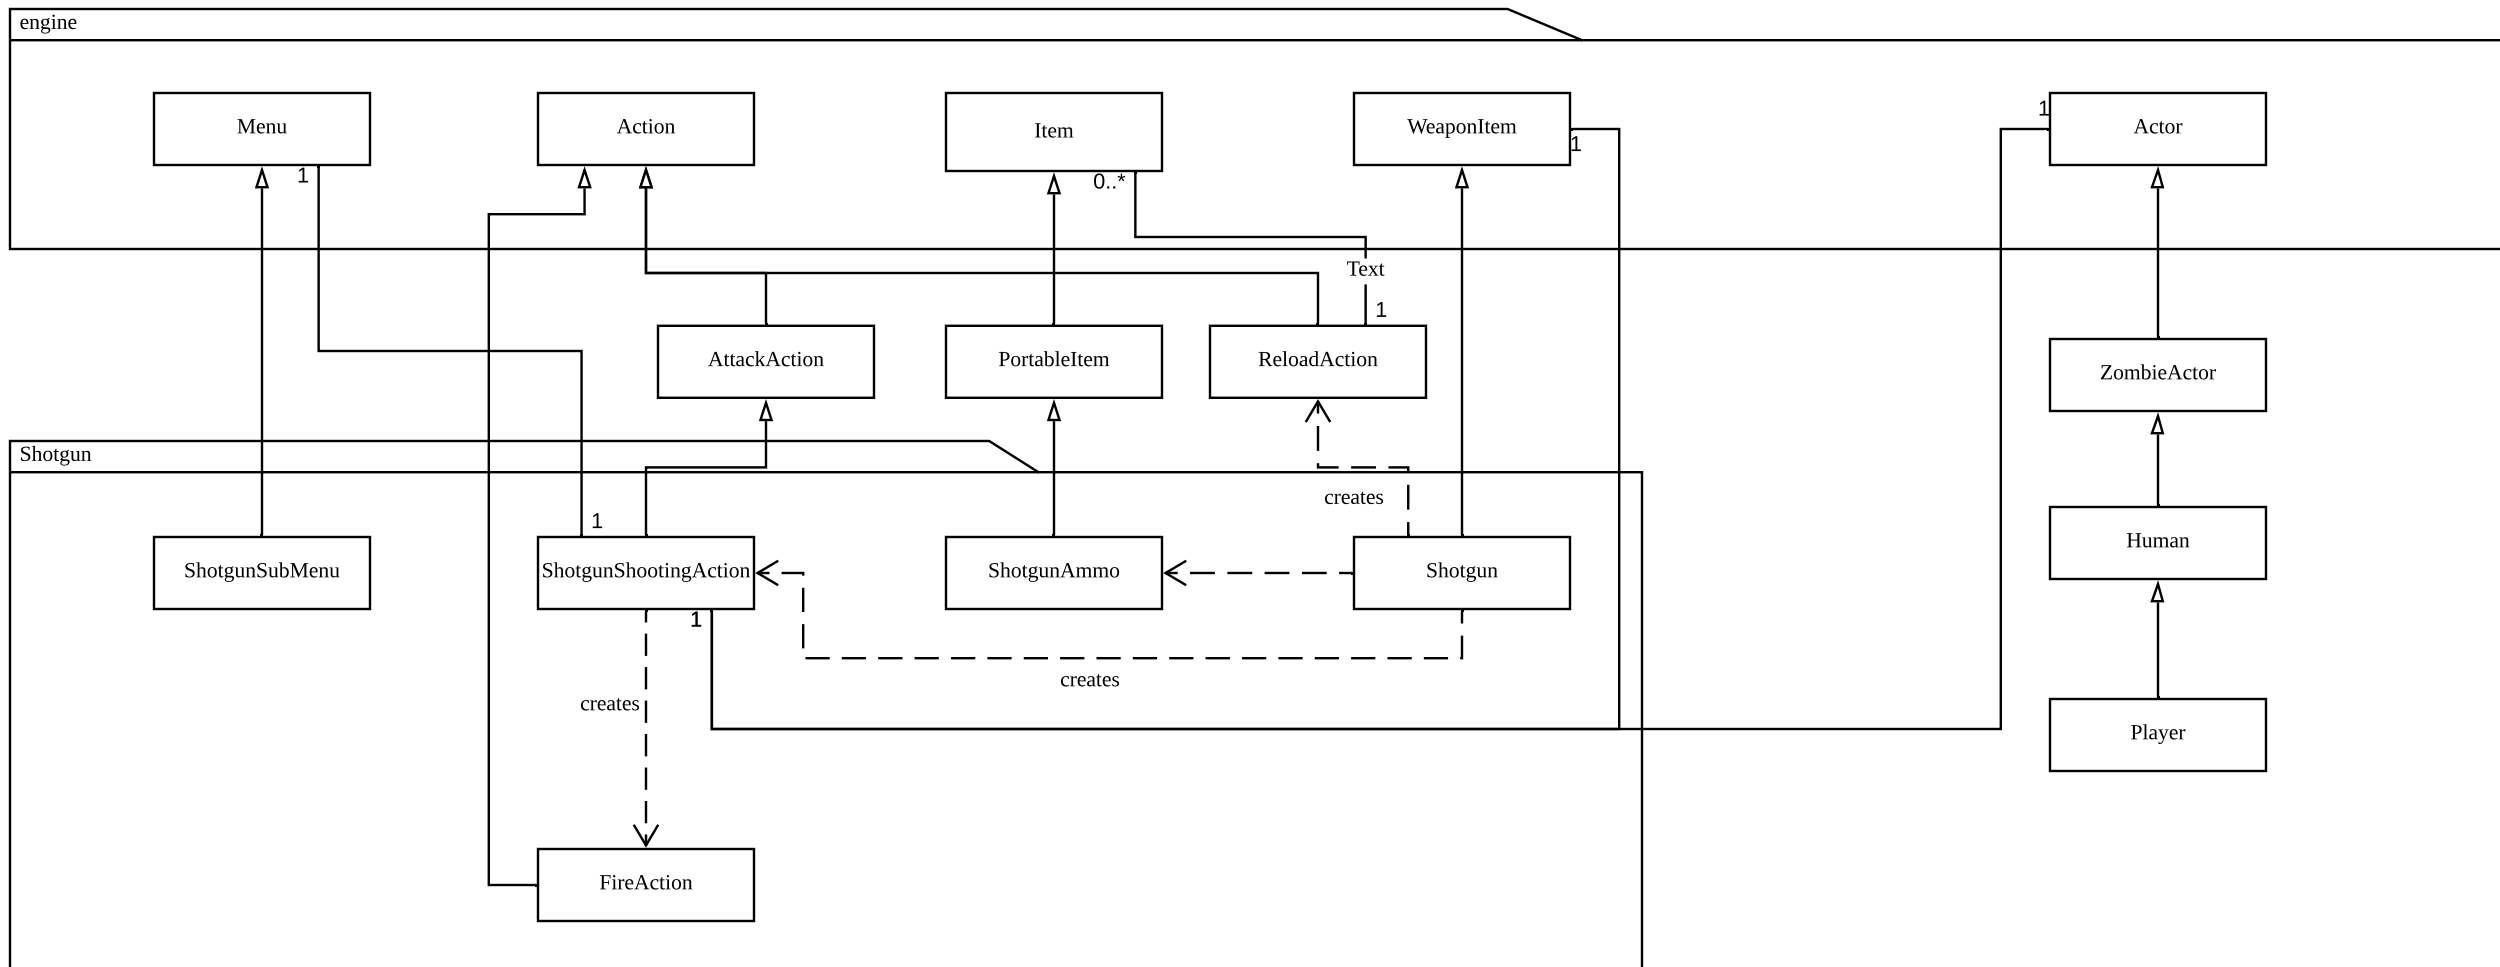 engine
Menu
Action
Item
WeaponItem
Actor
1
1
1
0..*
Text
1
AttackAction
PortableItem
ReloadAction
ZombieActor
Shotgun
creates
1
Human
ShotgunSubMenu
ShotgunShootingAction
ShotgunAmmo
Shotgun
1
creates
creates
Player
FireAction